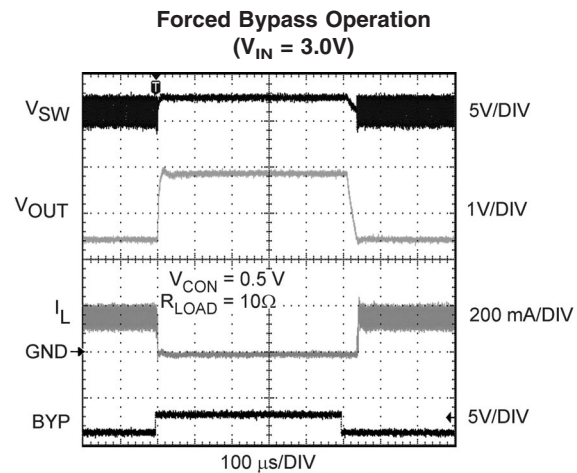 Forced Bypass Operation
(VIN = 3.0V)
T
VSW
5V/DIV
VOUT
1V/DIV
VCON = 0.5 V
RLOAD = 10Ω
IL
200 mA/DIV
GND
BYP
5V/DIV
100 µs/DIV